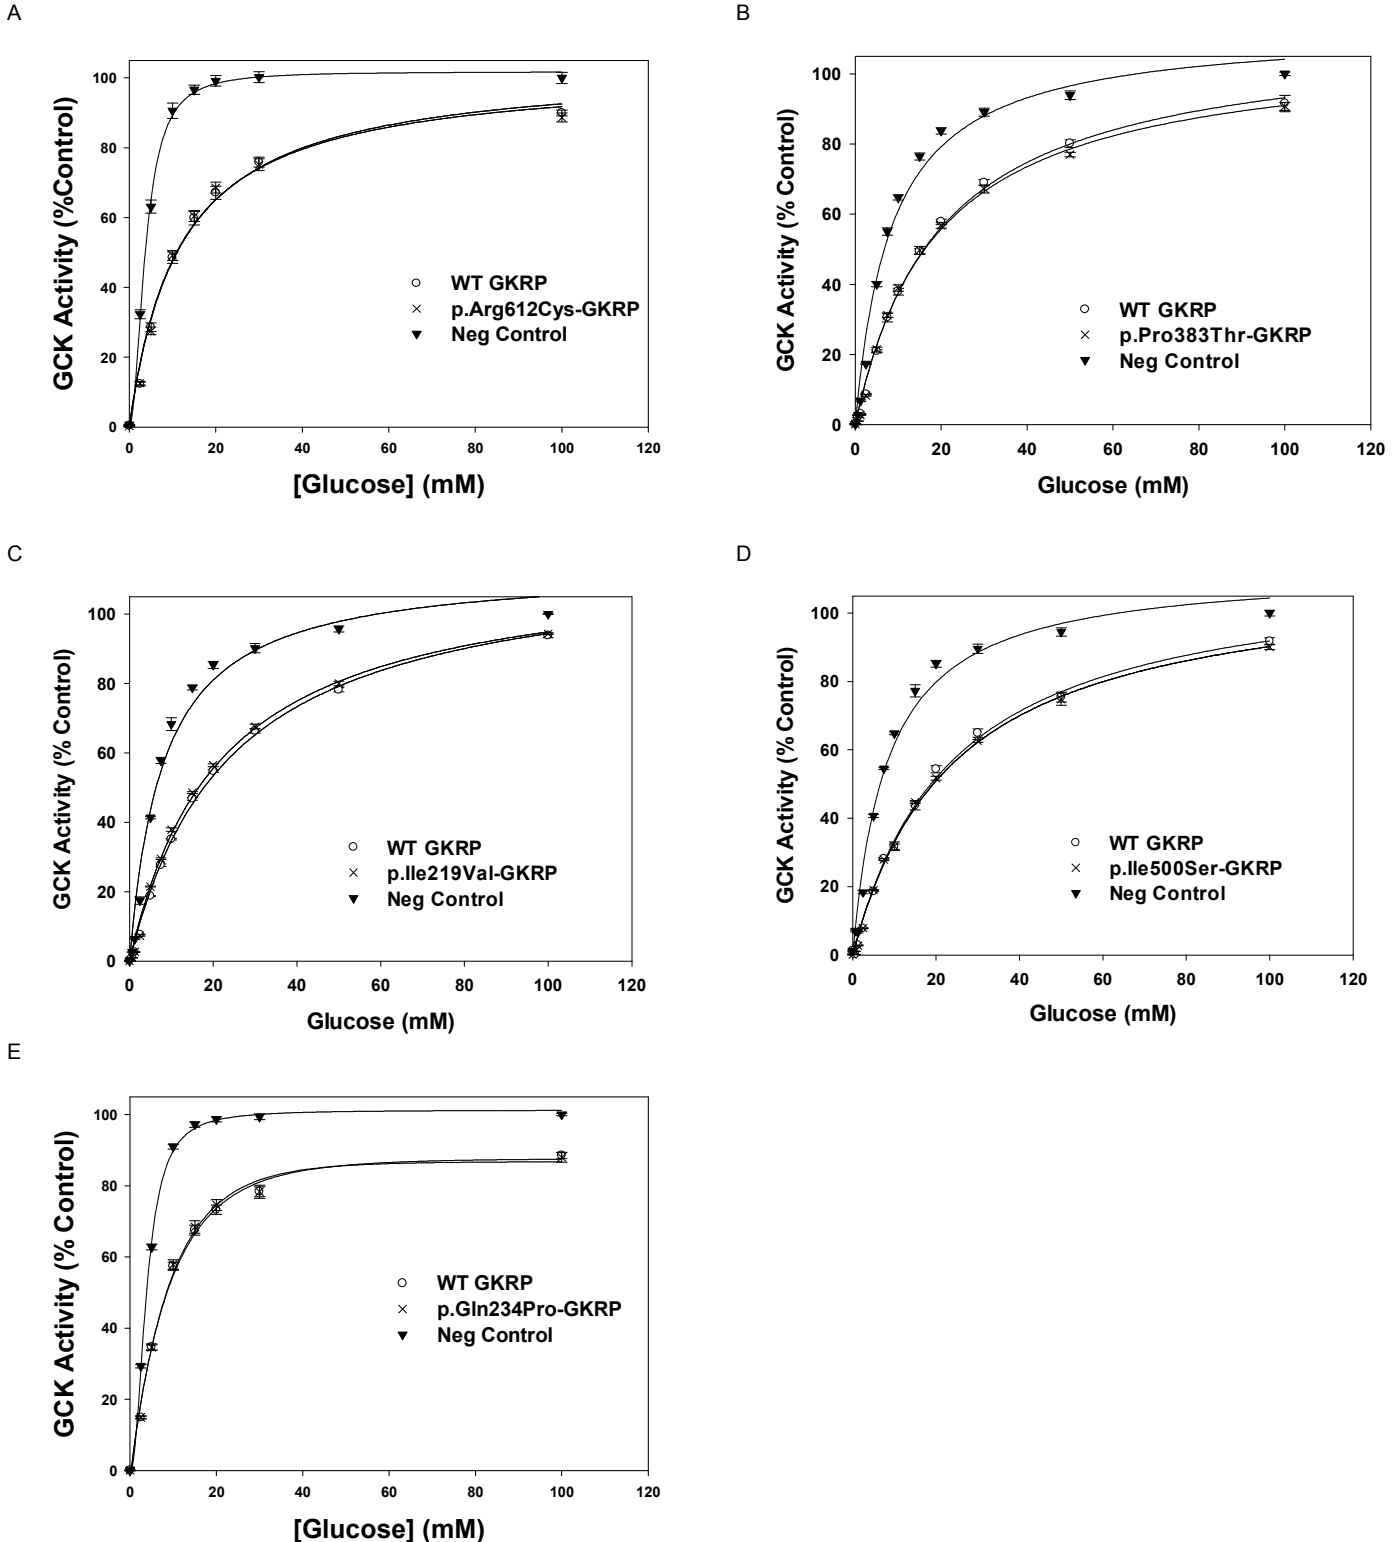 A
GCK Activity (%Control)
100
80
60
40
20
0
WT GKRP
p.Arg612Cys-GKRP
Neg Control
0 20 40 60 80 100 120
[Glucose] (mM)
B
GCK Activity (% Control)
100
80
60
40
20
0
WT GKRP
p.Pro383Thr-GKRP
Neg Control
0 20 40 60 80 100 120
Glucose (mM)
C
GCK Activity (% Control)
100
80
60
40
20
0
WT GKRP
p.Ile219Val-GKRP
Neg Control
0 20 40 60 80 100 120
Glucose (mM)
D
GCK Activity (% Control)
100
80
60
40
20
0
WT GKRP
p.Ile500Ser-GKRP
Neg Control
0 20 40 60 80 100 120
Glucose (mM)
E
GCK Activity (% Control)
100
80
60
40
20
0
WT GKRP
p.Gln234Pro-GKRP
Neg Control
0 20 40 60 80 100 120
[Glucose] (mM)